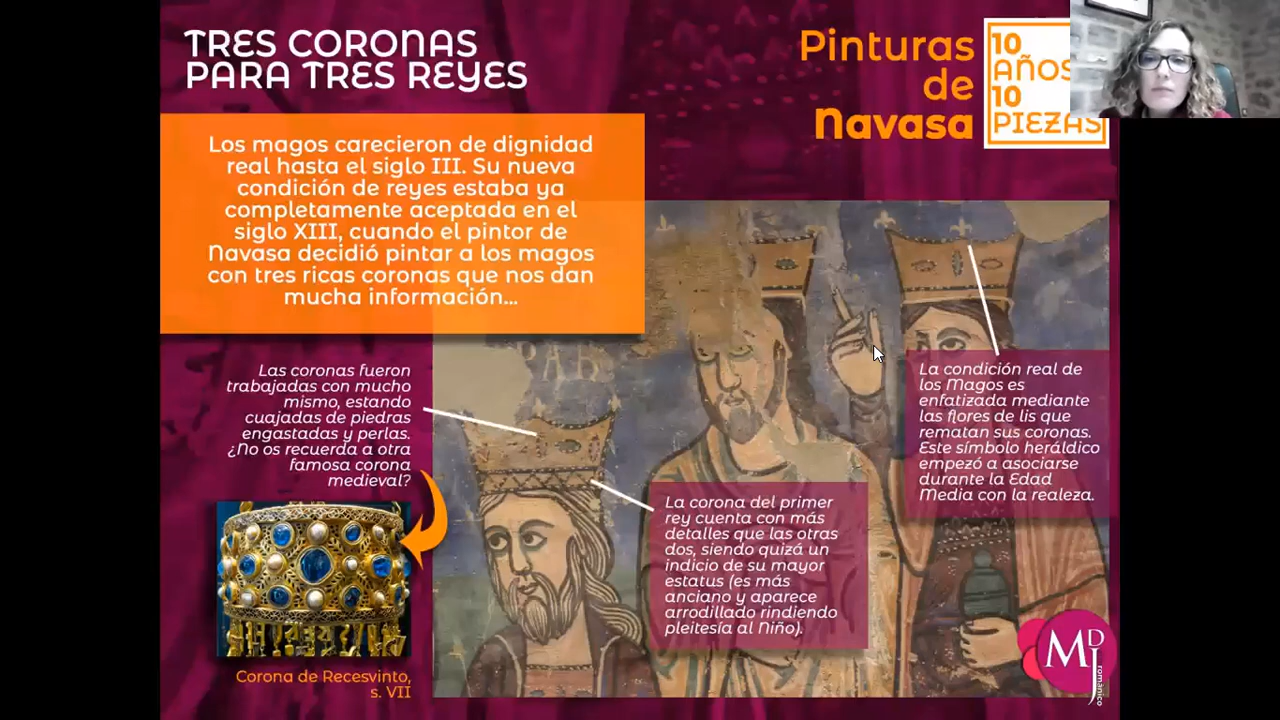 TRES CORONAS
PARA TRES REYES
Pinturas
de
Navasa
10
AÑOS
10
PIEZAS
Los magos carecieron de dignidad
real hasta el siglo III. Su nueva
condición de reyes estaba ya
completamente aceptada en el
siglo XIII, cuando el pintor de
Navasa decidió pintar a los magos
con tres ricas coronas que nos dan
mucha información...
Las coronas fueron
trabajadas con mucho
mismo, estando
cuajadas de piedras
engastadas y perlas.
¿No os recuerda a otra
famosa corona
medieval?
Corona de Recesvinto,
s. VII
La corona del primer
rey cuenta con más
detalles que las otras
dos, siendo quizá un
indicio de su mayor
estatus (es más
anciano y aparece
arrodillado rindiendo
pleitesía al Niño).
La condición real de
los Magos es
enfatizada mediante
las flores de lis que
rematan sus coronas.
Este símbolo heráldico
empezó a asociarse
durante la Edad
Media con la realeza.
MDJ
románico